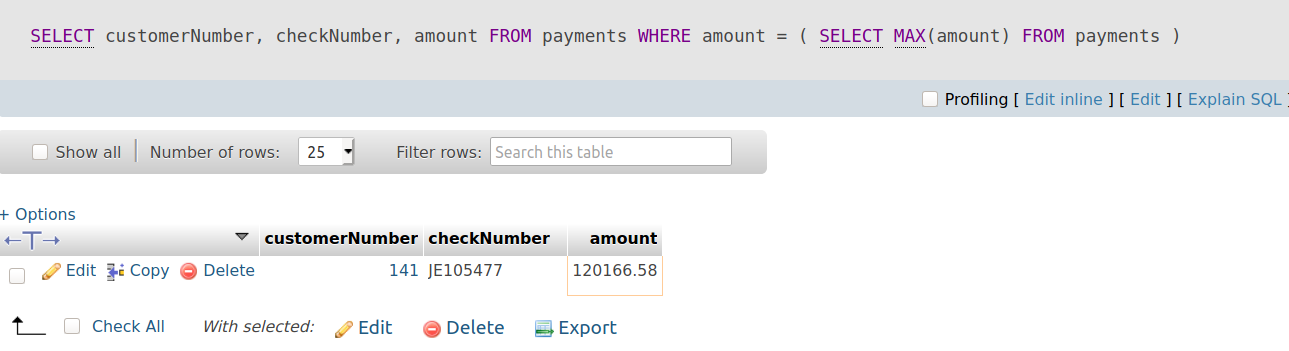 SELECT customerNumber, checkNumber, amount FROM payments WHERE amount = ( SELECT MAX(amount) FROM payments )
Profiling [ Edit inline ] [ Edit ] [ Explain SQL ]
Show all Number of rows: 25 Filter rows: Search this table
+ Options
←T→ customerNumber checkNumber amount
Edit Copy Delete 141 JE105477 120166.58
Check All With selected: Edit Delete Export